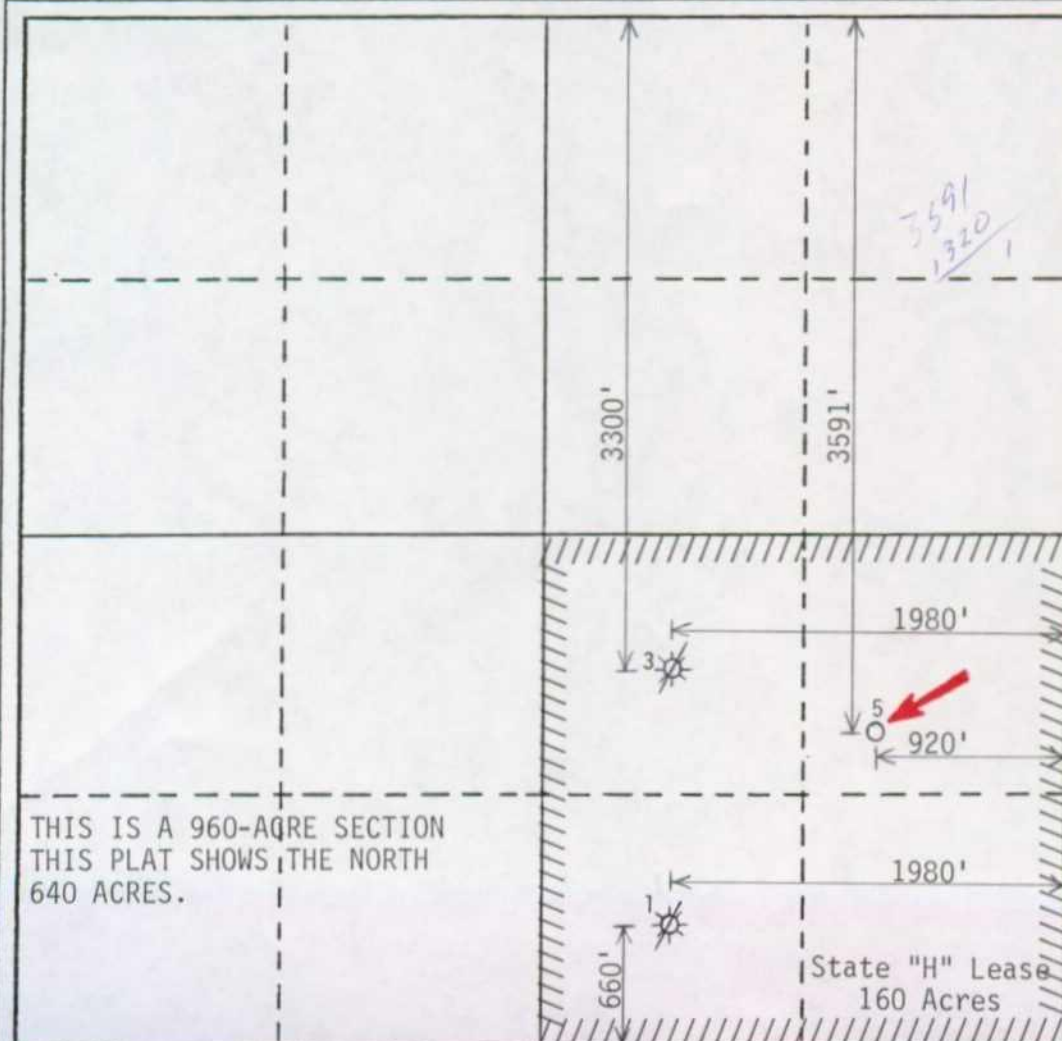 3591
1320
1
3300'
3591'
1980'
3
5
920'
THIS IS A 960-ACRE SECTION
THIS PLAT SHOWS THE NORTH
640 ACRES.
1980'
1
660'
State "H" Lease
160 Acres